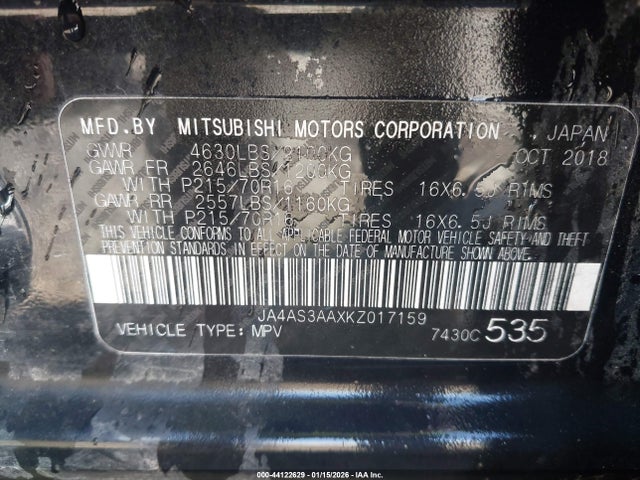 MFD.BY MITSUBISHI MOTORS CORPORATION JAPAN
GVWR 4630LBS/2100KG OCT 2018
GAWR FR 2646LBS/1200KG
WITH P215/70R16 TIRES 16X6.5J RIMS
GAWR RR 2557LBS/1160KG
WITH P215/70R16 TIRES 16X6.5J RIMS
THIS VEHICLE CONFORMS TO ALL APPLICABLE FEDERAL MOTOR VEHICLE SAFETY AND THEFT
PREVENTION STANDARDS IN EFFECT ON THE DATE OF MANUFACTURE SHOWN ABOVE.
JA4AS3AAXKZ017159
VEHICLE TYPE: MPV 7430C 535
000-44122629 - 01/15/2026 - IAA Inc.